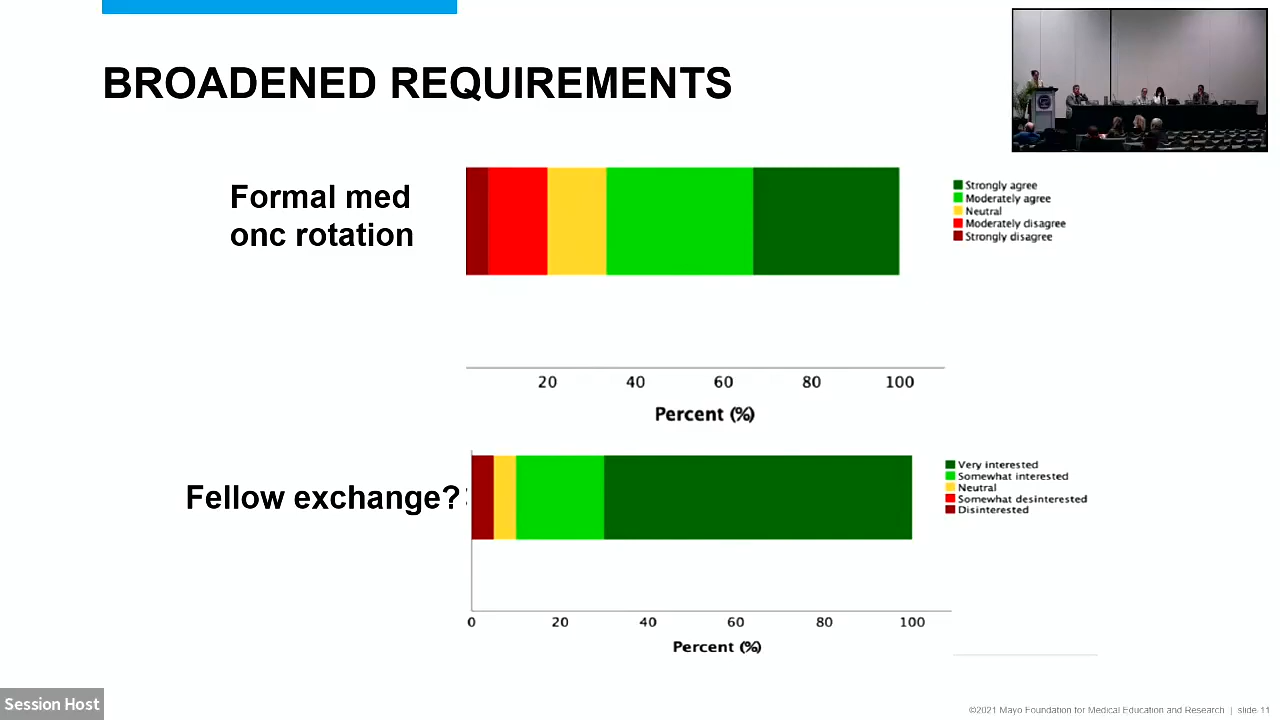 BROADENED REQUIREMENTS
Formal med
onc rotation
Strongly agree
Moderately agree
Neutral
Moderately disagree
Strongly disagree
20 40 60 80 100
Percent (%)
Fellow exchange?
Very interested
Somewhat interested
Neutral
Somewhat desinterested
Disinterested
0 20 40 60 80 100
Percent (%)
Session Host
©2021 Mayo Foundation for Medical Education and Research | slide 11